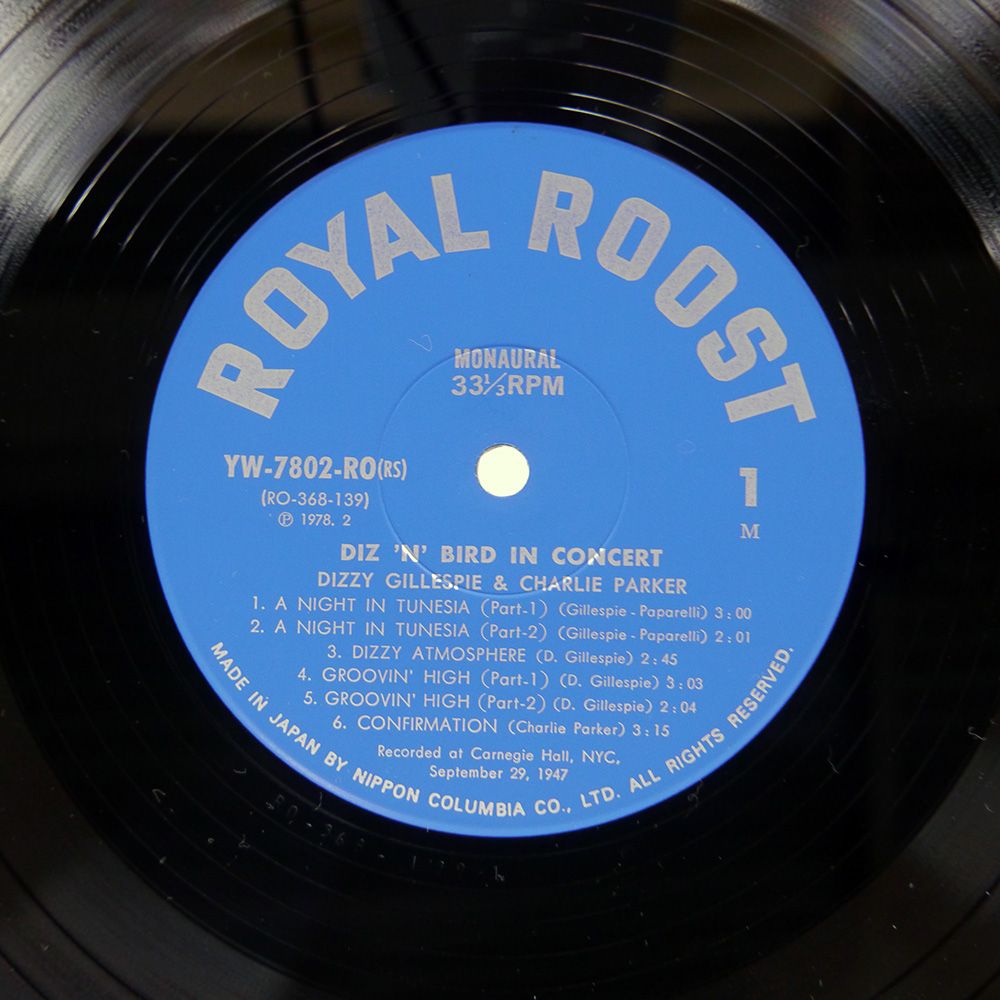 ROYAL ROOST
MONAURAL
33⅓RPM
YW-7802-RO(RS)
(RO-368-139)
Ⓟ 1978. 2
1
M
DIZ 'N' BIRD IN CONCERT
DIZZY GILLESPIE & CHARLIE PARKER
1. A NIGHT IN TUNESIA (Part-1) (Gillespie - Paparelli) 3:00
2. A NIGHT IN TUNESIA (Part-2) (Gillespie - Paparelli) 2:01
3. DIZZY ATMOSPHERE (D. Gillespie) 2:45
4. GROOVIN' HIGH (Part-1) (D. Gillespie) 3:03
5. GROOVIN' HIGH (Part-2) (D. Gillespie) 2:04
6. CONFIRMATION (Charlie Parker) 3:15
Recorded at Carnegie Hall, NYC,
September 29, 1947
MADE IN JAPAN BY NIPPON COLUMBIA CO., LTD. ALL RIGHTS RESERVED.